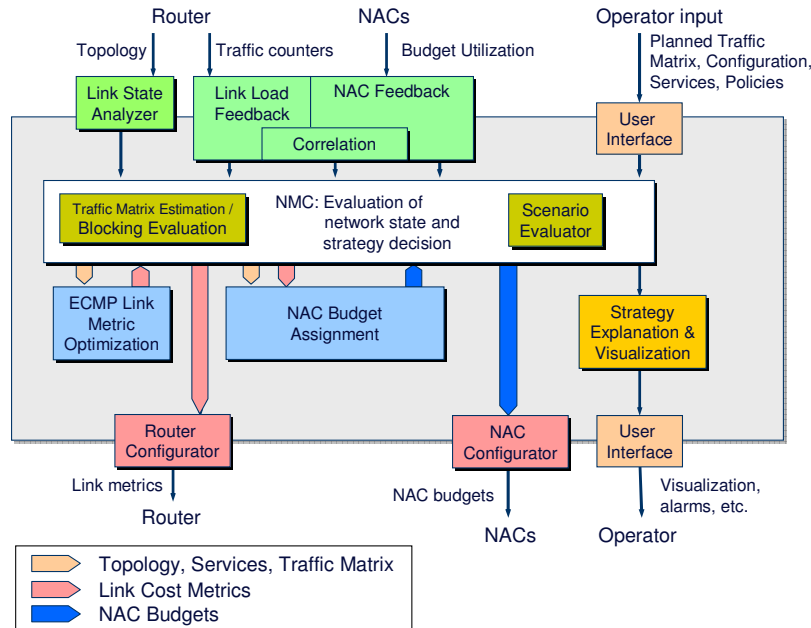 Router
NACs
Operator input
Topology
Traffic counters
Budget Utilization
Planned Traffic
Matrix, Configuration,
Services, Policies
Link State
Analyzer
Link Load
Feedback
NAC Feedback
Correlation
User
Interface
Traffic Matrix Estimation /
Blocking Evaluation
NMC: Evaluation of
network state and
strategy decision
Scenario
Evaluator
ECMP Link
Metric
Optimization
NAC Budget
Assignment
Strategy
Explanation &
Visualization
Router
Configurator
NAC
Configurator
User
Interface
Link metrics
NAC budgets
Visualization,
alarms, etc.
Router
NACs
Operator
Topology, Services, Traffic Matrix
Link Cost Metrics
NAC Budgets